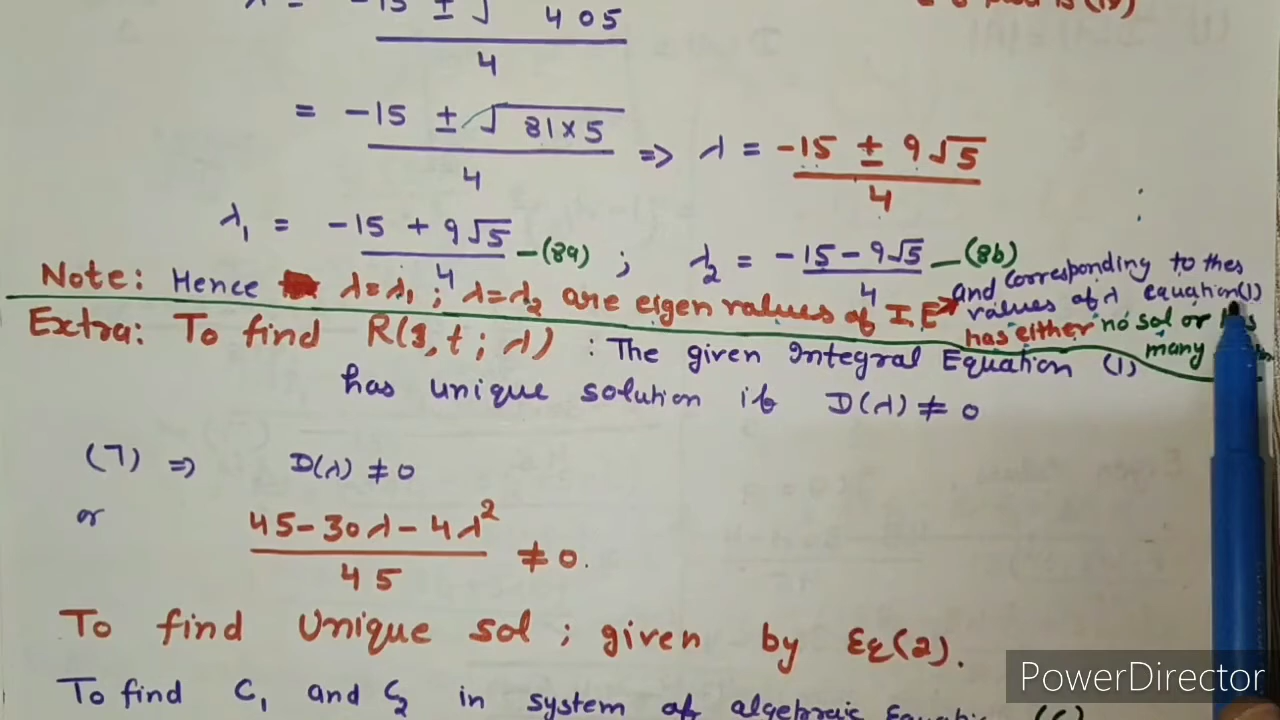 -15 ± √ 405
4
= -15 ± √81×5
4
=> λ = -15 ± 9√5
4
λ₁ = -15 + 9√5 -(8a) ; λ₂ = -15 - 9√5 -(8b)
4 4
and corresponding to thes
Note: Hence λ=λ₁ ; λ=λ₂ are eigen values of I.E values of λ equation(1)
has either no sol or
many
Extra: To find R(s,t;λ) : The given Integral Equation (1)
has unique solution if D(λ) ≠ 0
(7) => D(λ) ≠ 0
or
45-30λ-4λ² ≠ 0.
45
To find Unique sol; given by Eq(2).
To find C₁ and C₂ in system of algebraic
PowerDirector